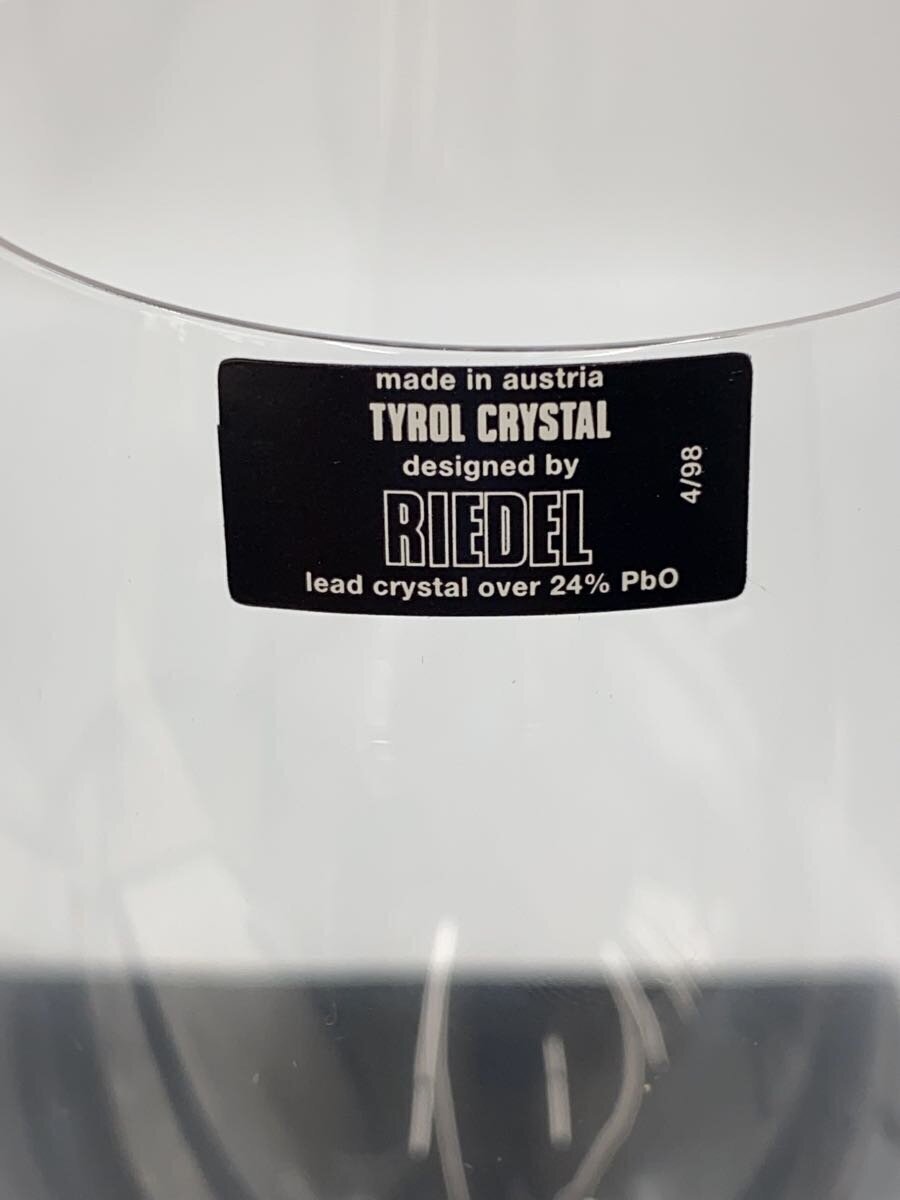 made in austria
TYROL CRYSTAL
designed by
RIEDEL
lead crystal over 24% PbO
4/98